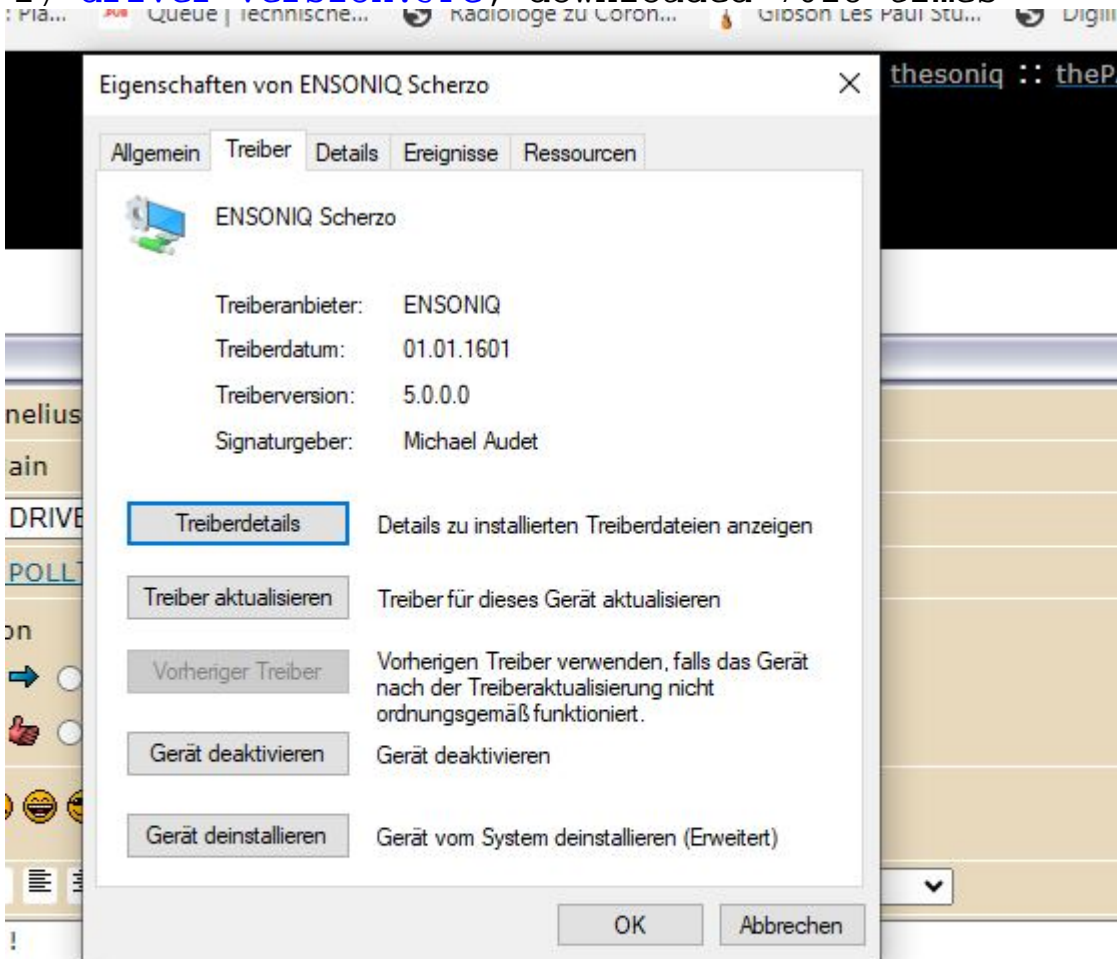 Queue | Technische... Radiologe zu Coron... Gibson Les Paul Stu...
Eigenschaften von ENSONIQ Scherzo
thesoniq :: theP
Allgemein Treiber Details Ereignisse Ressourcen
ENSONIQ Scherzo
Treiberanbieter: ENSONIQ
Treiberdatum: 01.01.1601
Treiberversion: 5.0.0.0
Signaturgeber: Michael Audet
nelius
ain
DRIVE
POLL
on
Treiberdetails Details zu installierten Treiberdateien anzeigen
Treiber aktualisieren Treiber für dieses Gerät aktualisieren
Vorheriger Treiber Vorherigen Treiber verwenden, falls das Gerät
nach der Treiberaktualisierung nicht
ordnungsgemäß funktioniert.
Gerät deaktivieren Gerät deaktivieren
Gerät deinstallieren Gerät vom System deinstallieren (Erweitert)
OK Abbrechen
!